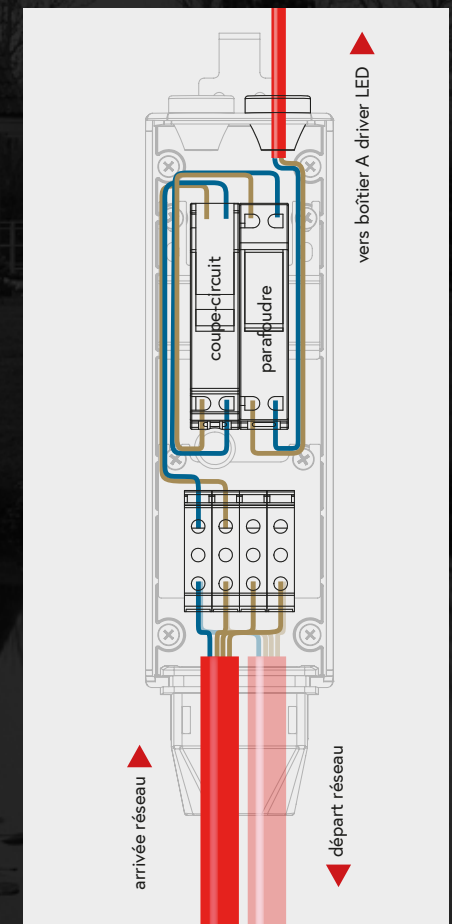 vers boîtier A driver LED
coupe-circuit
parafoudre
arrivée réseau
départ réseau